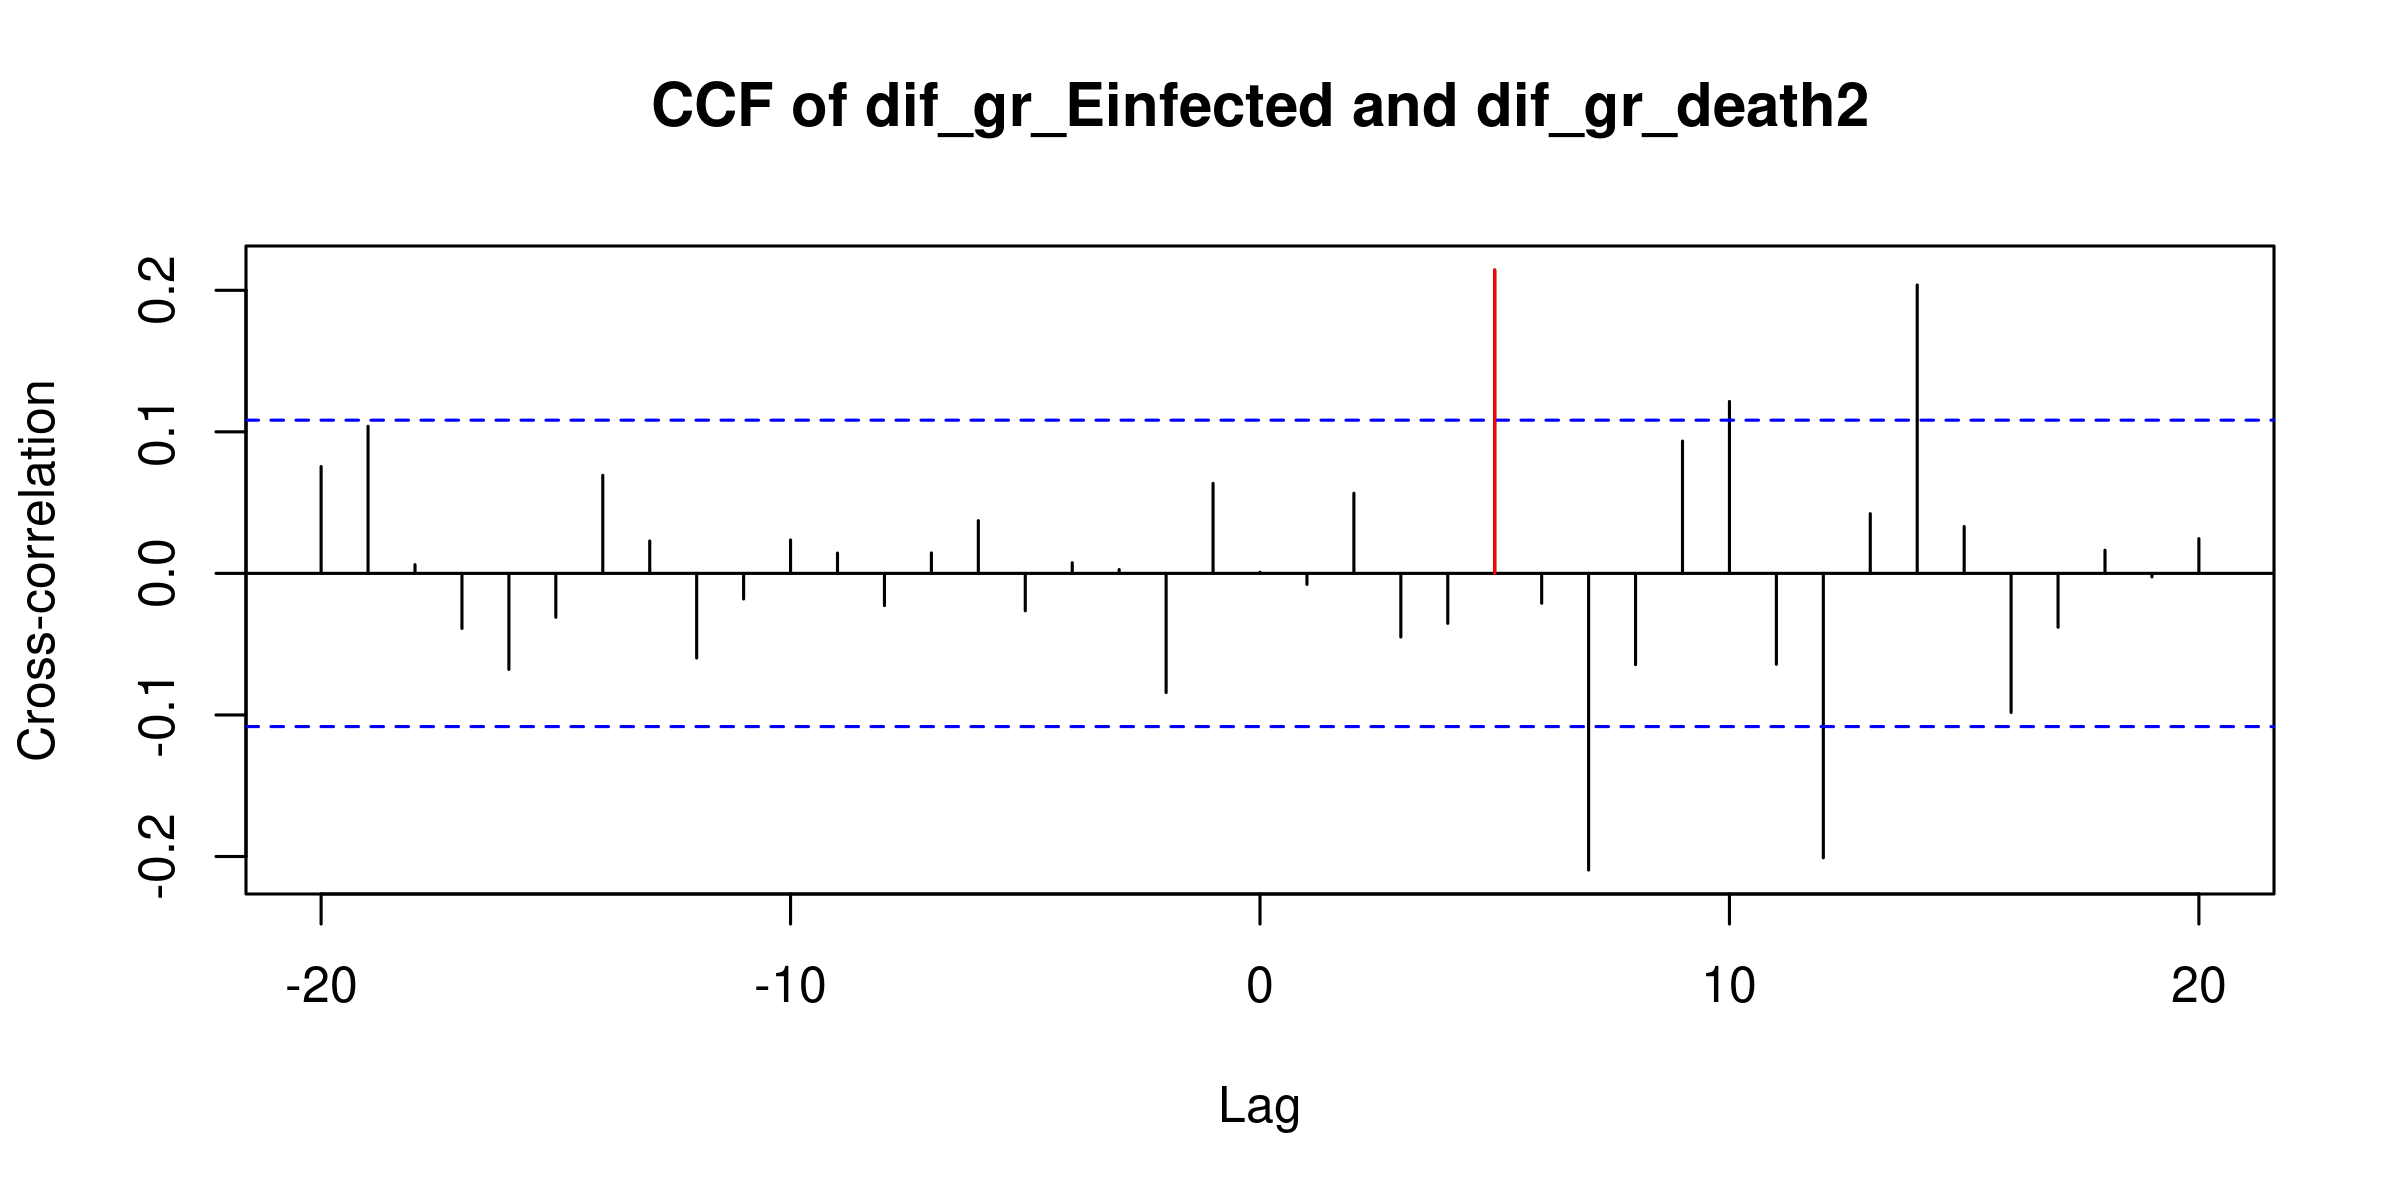 CCF of dif_gr_Einfected and dif_gr_death2
Cross-correlation
0.2
0.1
0.0
-0.1
-0.2
-20 -10 0 10 20
Lag